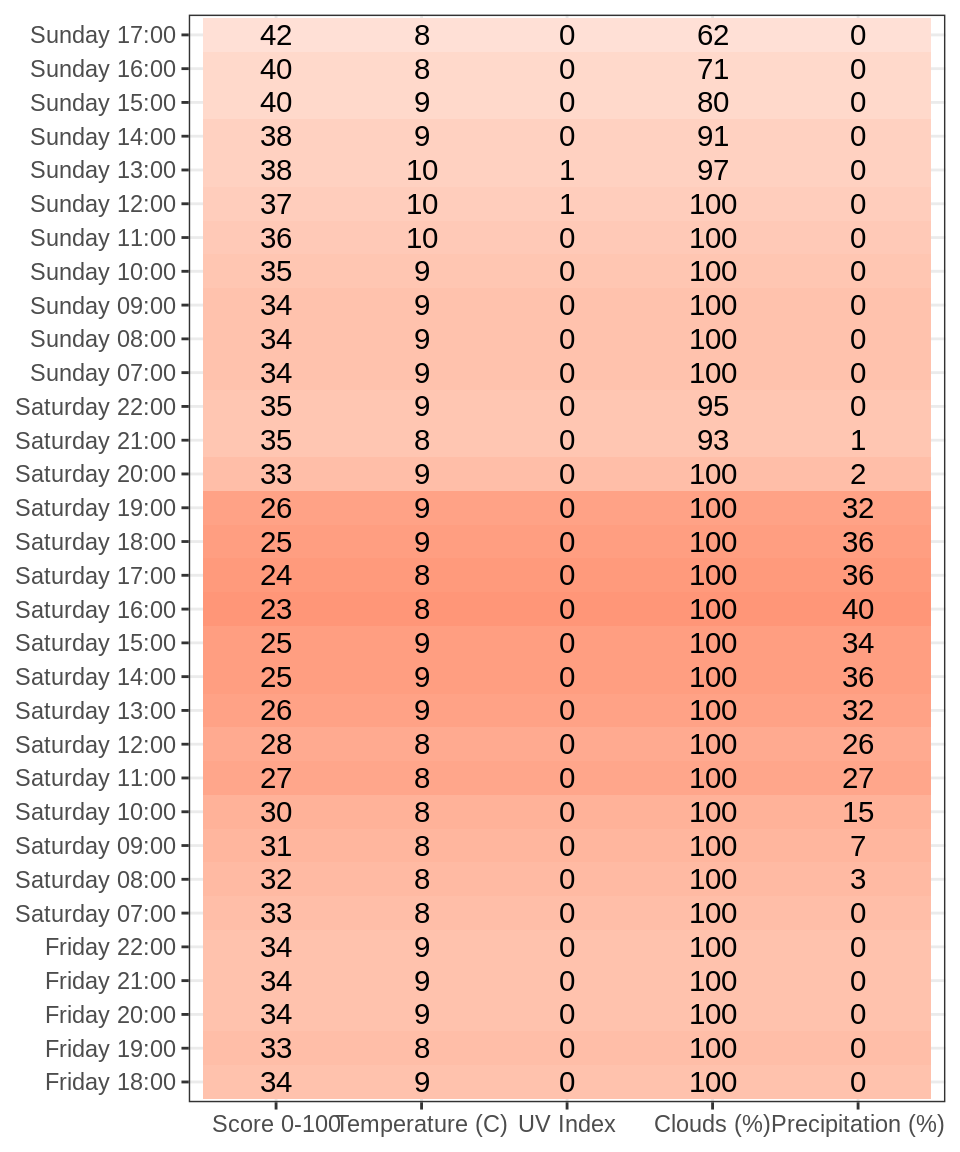 Sunday 17:00 42 8 0 62 0
Sunday 16:00 40 8 0 71 0
Sunday 15:00 40 9 0 80 0
Sunday 14:00 38 9 0 91 0
Sunday 13:00 38 10 1 97 0
Sunday 12:00 37 10 1 100 0
Sunday 11:00 36 10 0 100 0
Sunday 10:00 35 9 0 100 0
Sunday 09:00 34 9 0 100 0
Sunday 08:00 34 9 0 100 0
Sunday 07:00 34 9 0 100 0
Saturday 22:00 35 9 0 95 0
Saturday 21:00 35 8 0 93 1
Saturday 20:00 33 9 0 100 2
Saturday 19:00 26 9 0 100 32
Saturday 18:00 25 9 0 100 36
Saturday 17:00 24 8 0 100 36
Saturday 16:00 23 8 0 100 40
Saturday 15:00 25 9 0 100 34
Saturday 14:00 25 9 0 100 36
Saturday 13:00 26 9 0 100 32
Saturday 12:00 28 8 0 100 26
Saturday 11:00 27 8 0 100 27
Saturday 10:00 30 8 0 100 15
Saturday 09:00 31 8 0 100 7
Saturday 08:00 32 8 0 100 3
Saturday 07:00 33 8 0 100 0
Friday 22:00 34 9 0 100 0
Friday 21:00 34 9 0 100 0
Friday 20:00 34 9 0 100 0
Friday 19:00 33 8 0 100 0
Friday 18:00 34 9 0 100 0
Score 0-100 Temperature (C) UV Index Clouds (%) Precipitation (%)